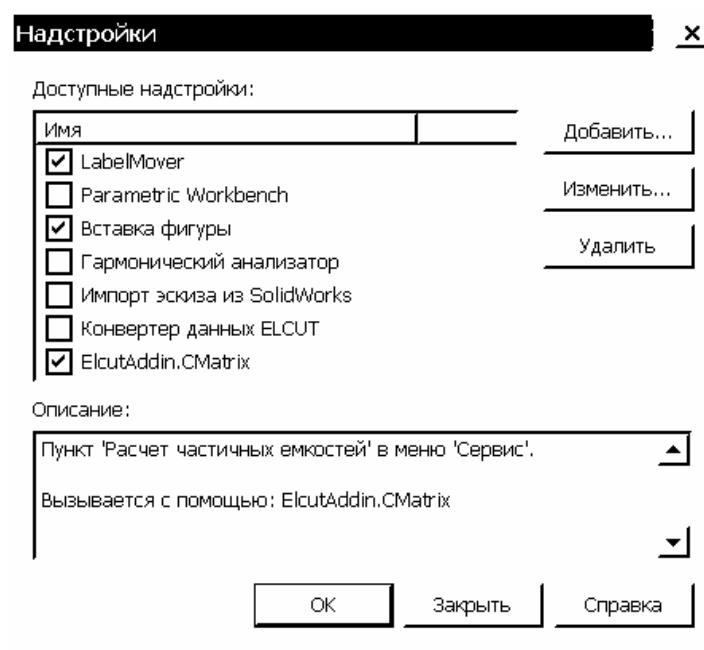 Надстройки
Доступные надстройки:
Имя
Добавить...
LabelMover
Parametric Workbench
Изменить...
Вставка фигуры
Удалить
Гармонический анализатор
Импорт эскиза из SolidWorks
Конвертер данных ELCUT
ElcutAddin.CMatrix
Описание:
Пункт 'Расчет частичных емкостей' в меню 'Сервис'.
Вызывается с помощью: ElcutAddin.CMatrix
OK
Закрыть
Справка